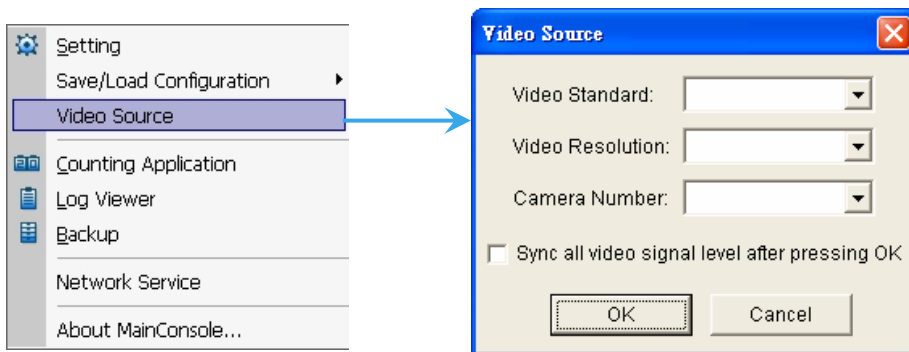 Setting
Save/Load Configuration
Video Source
Counting Application
Log Viewer
Backup
Network Service
About MainConsole...
Video Source
Video Standard:
Video Resolution:
Camera Number:
Sync all video signal level after pressing OK
OK
Cancel